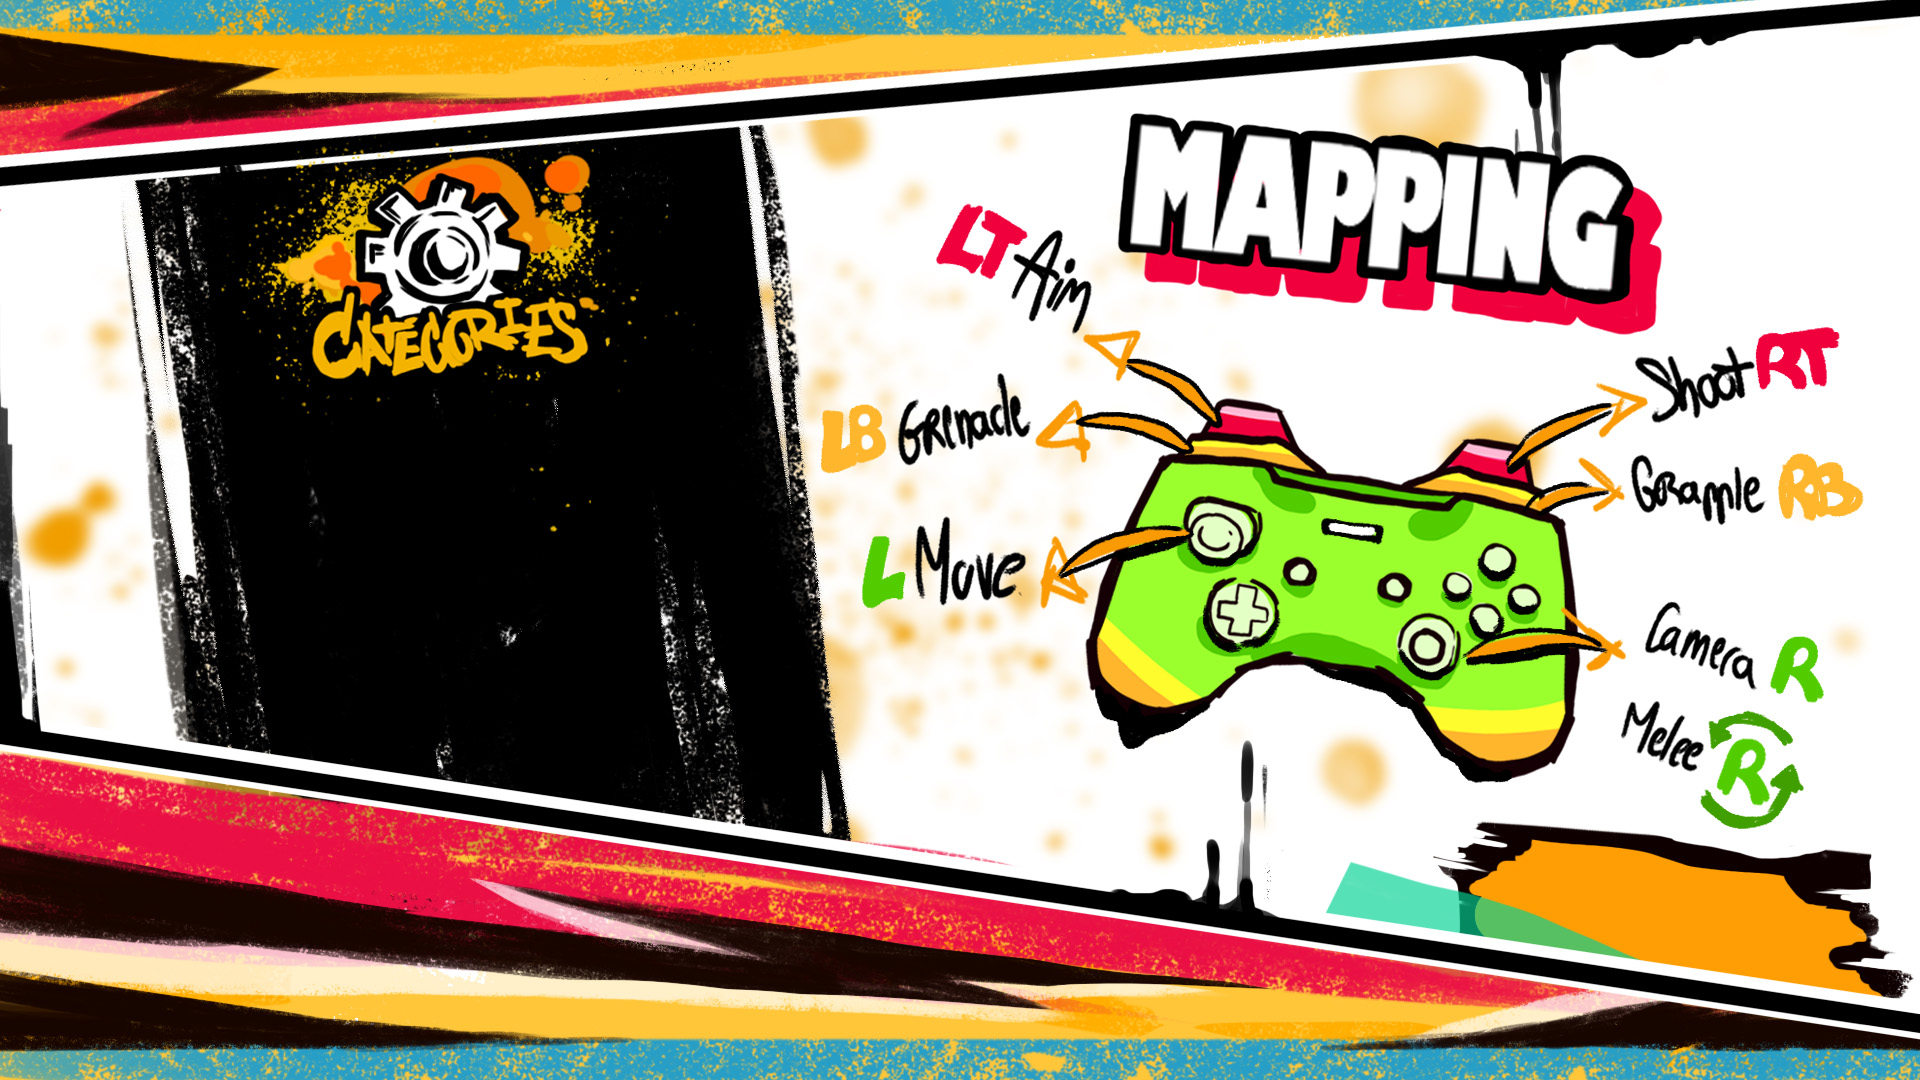 CATEGORIES
MAPPING
LT Aim
LB Grenade
L Move
Shoot RT
Grapple RB
Camera R
Melee R